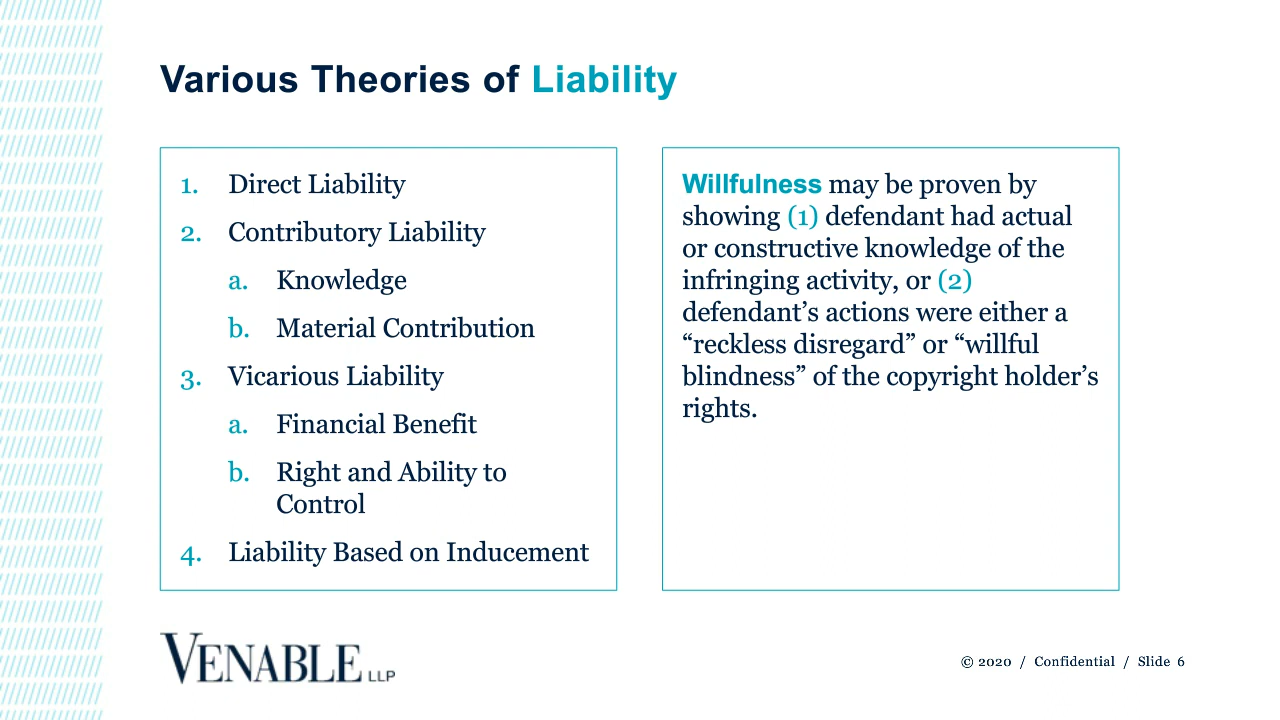 Various Theories of Liability
1. Direct Liability
2. Contributory Liability
a. Knowledge
b. Material Contribution
3. Vicarious Liability
a. Financial Benefit
b. Right and Ability to
Control
4. Liability Based on Inducement
Willfulness may be proven by
showing (1) defendant had actual
or constructive knowledge of the
infringing activity, or (2)
defendant’s actions were either a
“reckless disregard” or “willful
blindness” of the copyright holder’s
rights.
VENABLE LLP
© 2020 / Confidential / Slide 6